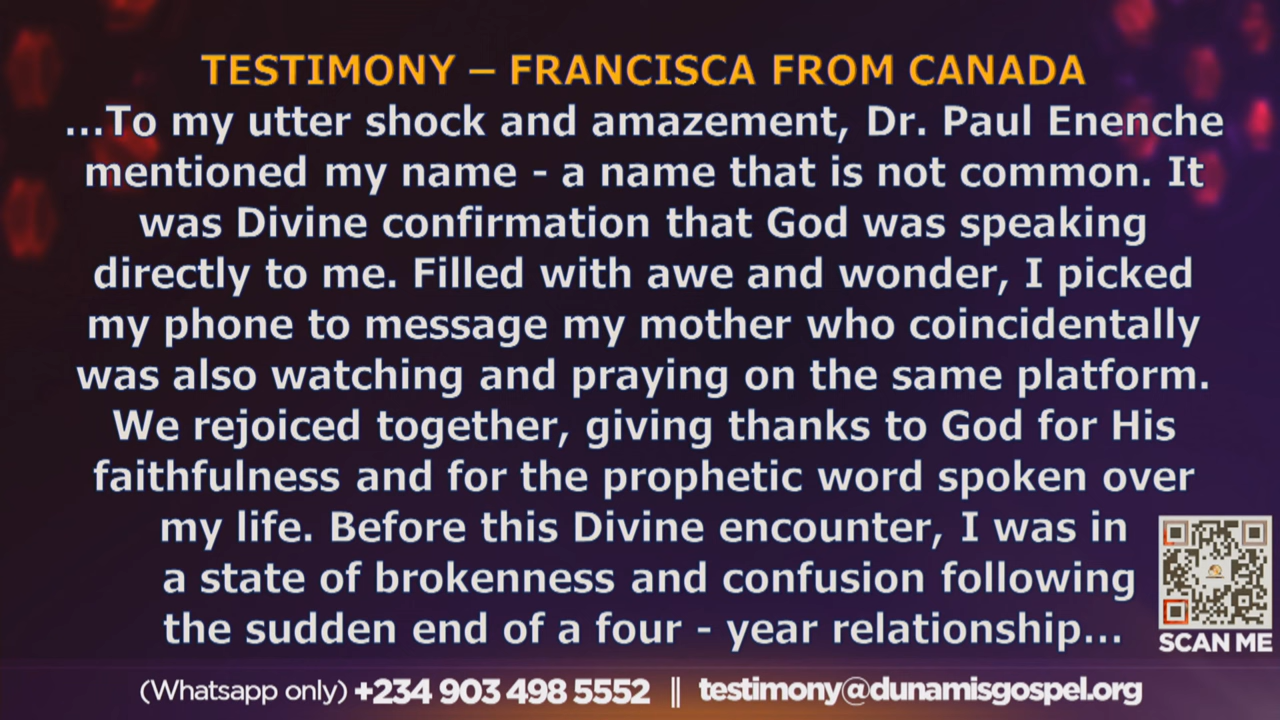 TESTIMONY – FRANCISCA FROM CANADA
...To my utter shock and amazement, Dr. Paul Enenche
mentioned my name - a name that is not common. It
was Divine confirmation that God was speaking
directly to me. Filled with awe and wonder, I picked
my phone to message my mother who coincidentally
was also watching and praying on the same platform.
We rejoiced together, giving thanks to God for His
faithfulness and for the prophetic word spoken over
my life. Before this Divine encounter, I was in
a state of brokenness and confusion following
the sudden end of a four - year relationship...
SCAN ME
(Whatsapp only) +234 903 498 5552 || testimony@dunamisgospel.org